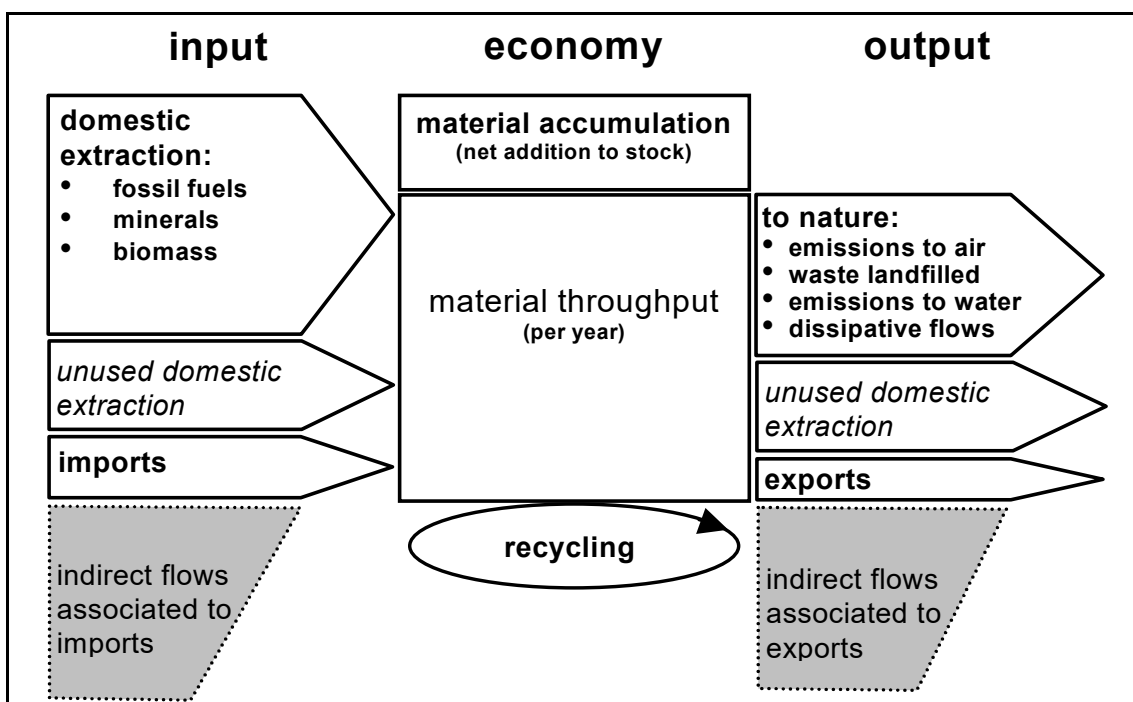 input
economy
output
domestic
extraction:
• fossil fuels
• minerals
• biomass
unused domestic
extraction
imports
indirect flows
associated to
imports
material accumulation
(net addition to stock)
material throughput
(per year)
recycling
to nature:
• emissions to air
• waste landfilled
• emissions to water
• dissipative flows
unused domestic
extraction
exports
indirect flows
associated to
exports